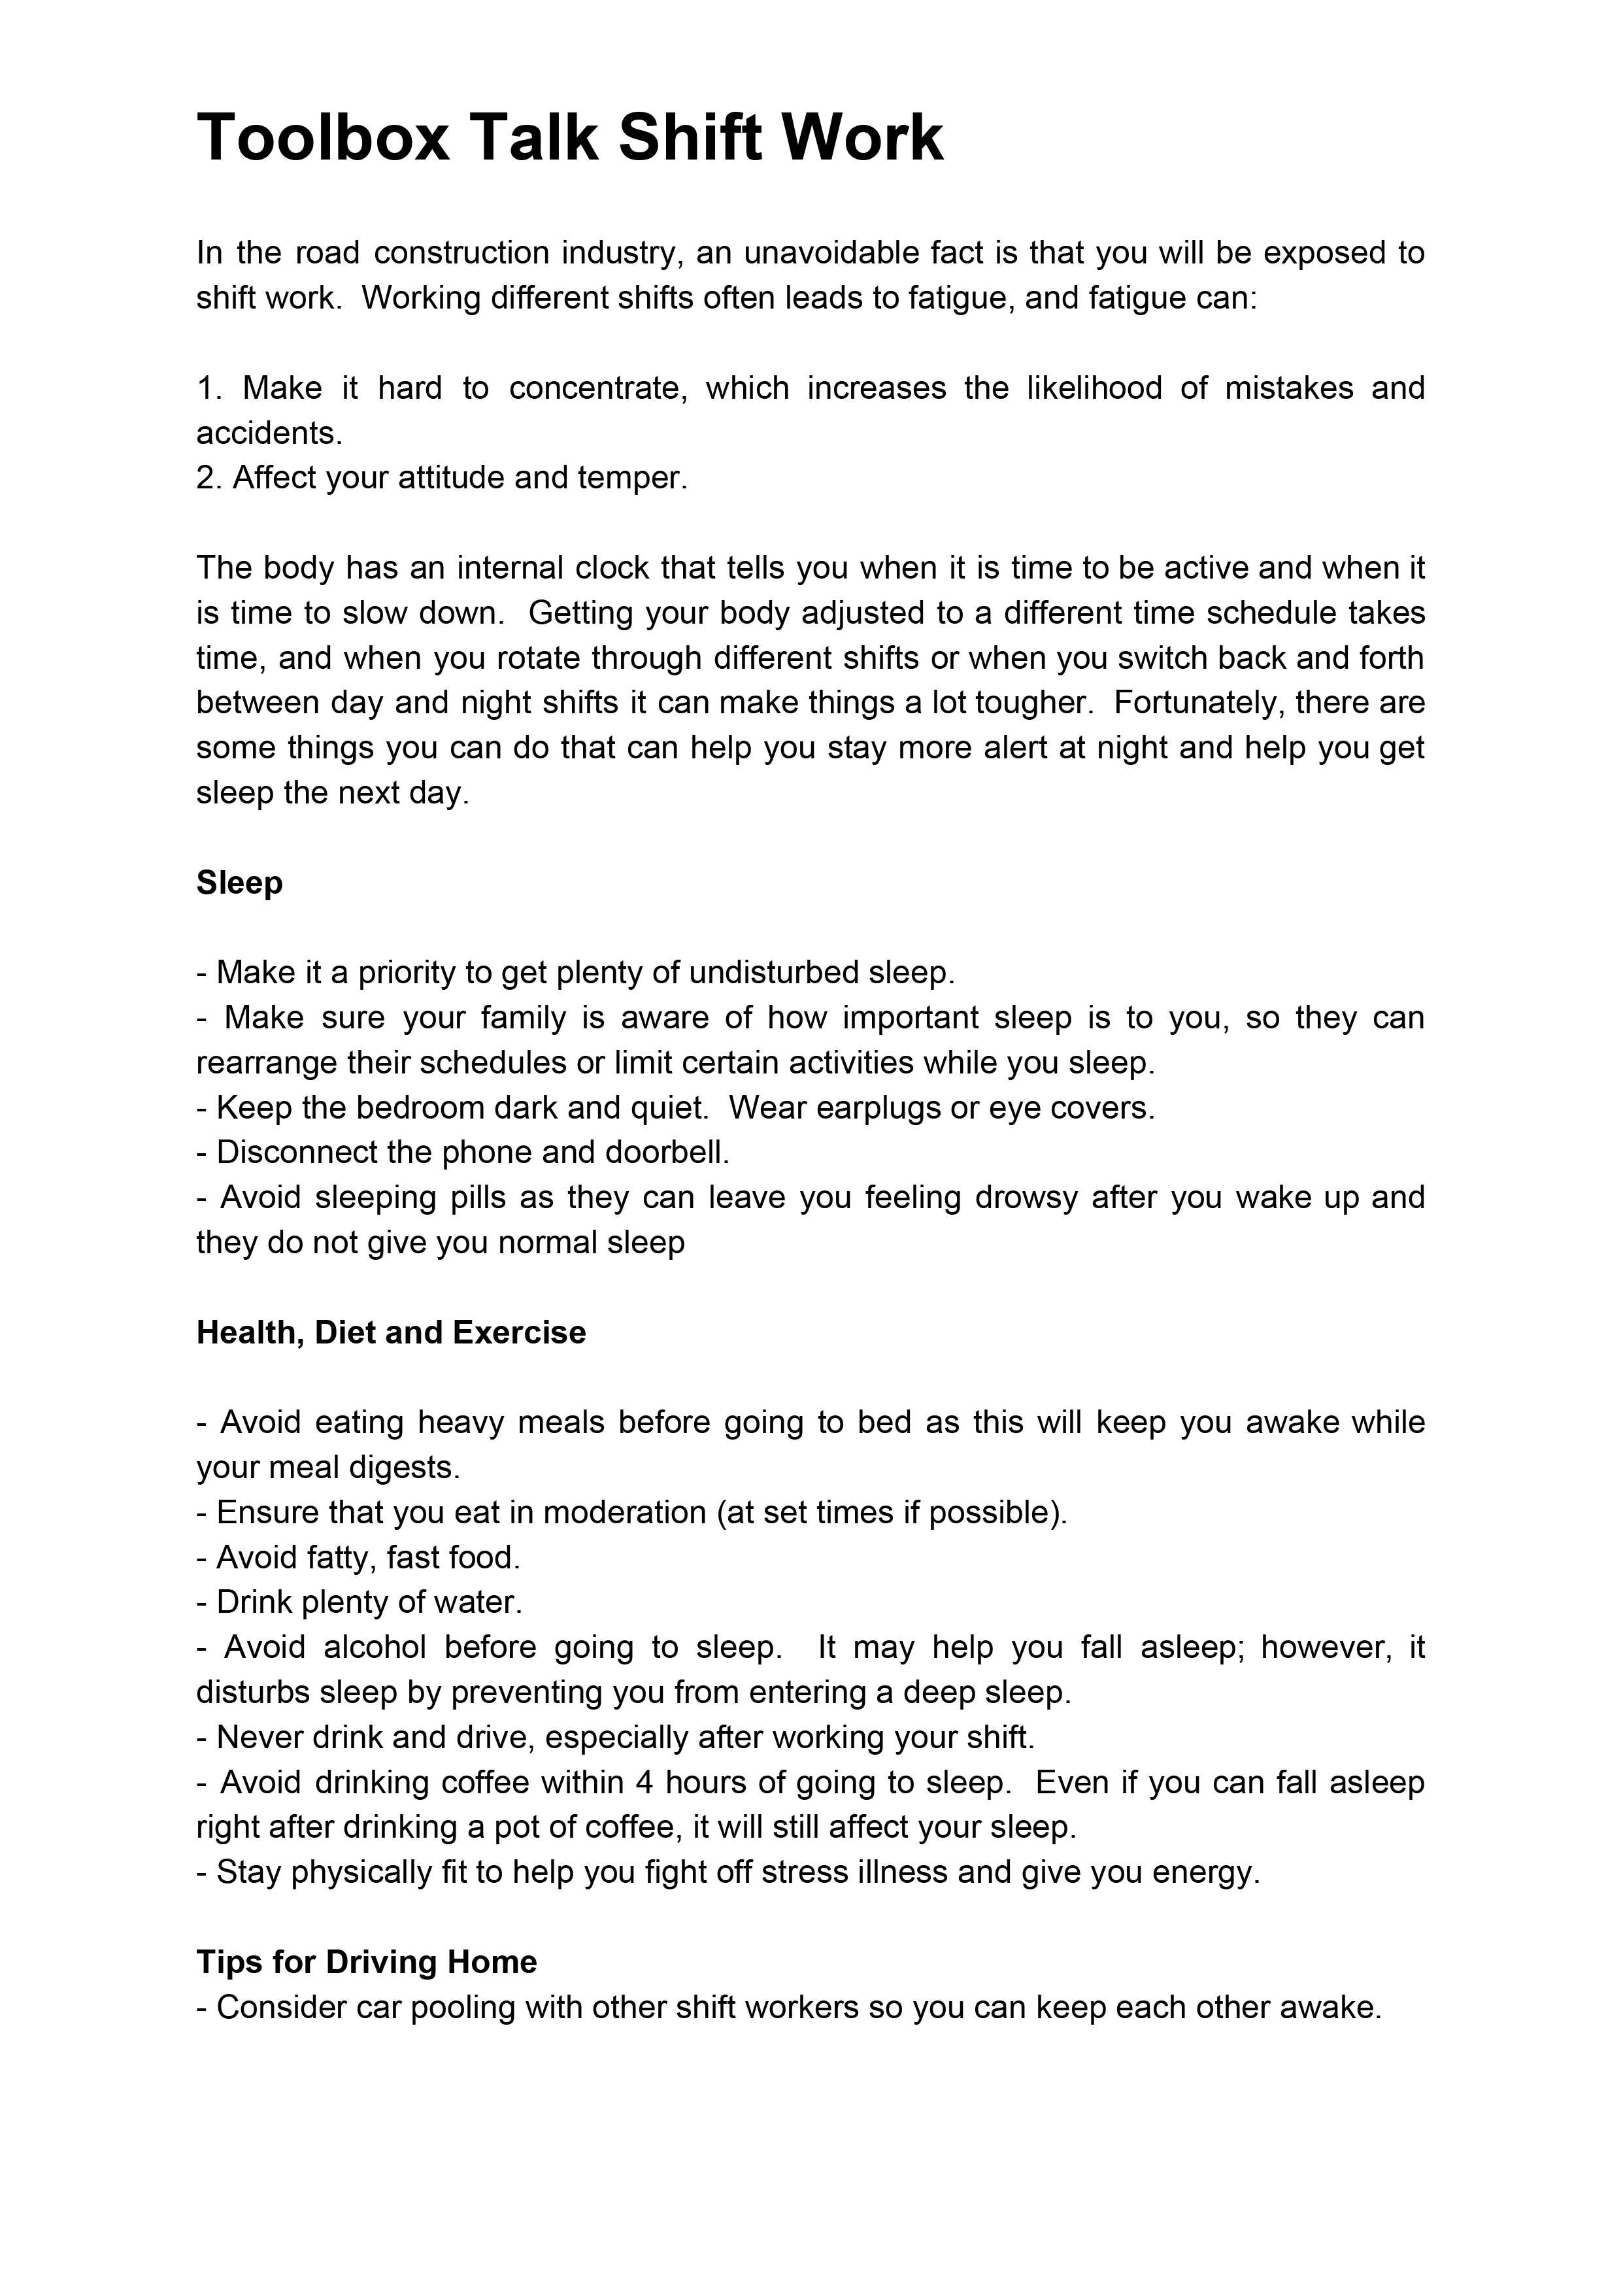 Toolbox Talk Shift Work
In the road construction industry, an unavoidable fact is that you will be exposed to
shift work.  Working different shifts often leads to fatigue, and fatigue can:
1. Make it hard to concentrate, which increases the likelihood of mistakes and
accidents.
2. Affect your attitude and temper.
The body has an internal clock that tells you when it is time to be active and when it
is time to slow down.  Getting your body adjusted to a different time schedule takes
time, and when you rotate through different shifts or when you switch back and forth
between day and night shifts it can make things a lot tougher.  Fortunately, there are
some things you can do that can help you stay more alert at night and help you get
sleep the next day.
Sleep
- Make it a priority to get plenty of undisturbed sleep.
- Make sure your family is aware of how important sleep is to you, so they can
rearrange their schedules or limit certain activities while you sleep.
- Keep the bedroom dark and quiet.  Wear earplugs or eye covers.
- Disconnect the phone and doorbell.
- Avoid sleeping pills as they can leave you feeling drowsy after you wake up and
they do not give you normal sleep
Health, Diet and Exercise
- Avoid eating heavy meals before going to bed as this will keep you awake while
your meal digests.
- Ensure that you eat in moderation (at set times if possible).
- Avoid fatty, fast food.
- Drink plenty of water.
- Avoid alcohol before going to sleep.  It may help you fall asleep; however, it
disturbs sleep by preventing you from entering a deep sleep.
- Never drink and drive, especially after working your shift.
- Avoid drinking coffee within 4 hours of going to sleep.  Even if you can fall asleep
right after drinking a pot of coffee, it will still affect your sleep.
- Stay physically fit to help you fight off stress illness and give you energy.
Tips for Driving Home
- Consider car pooling with other shift workers so you can keep each other awake.